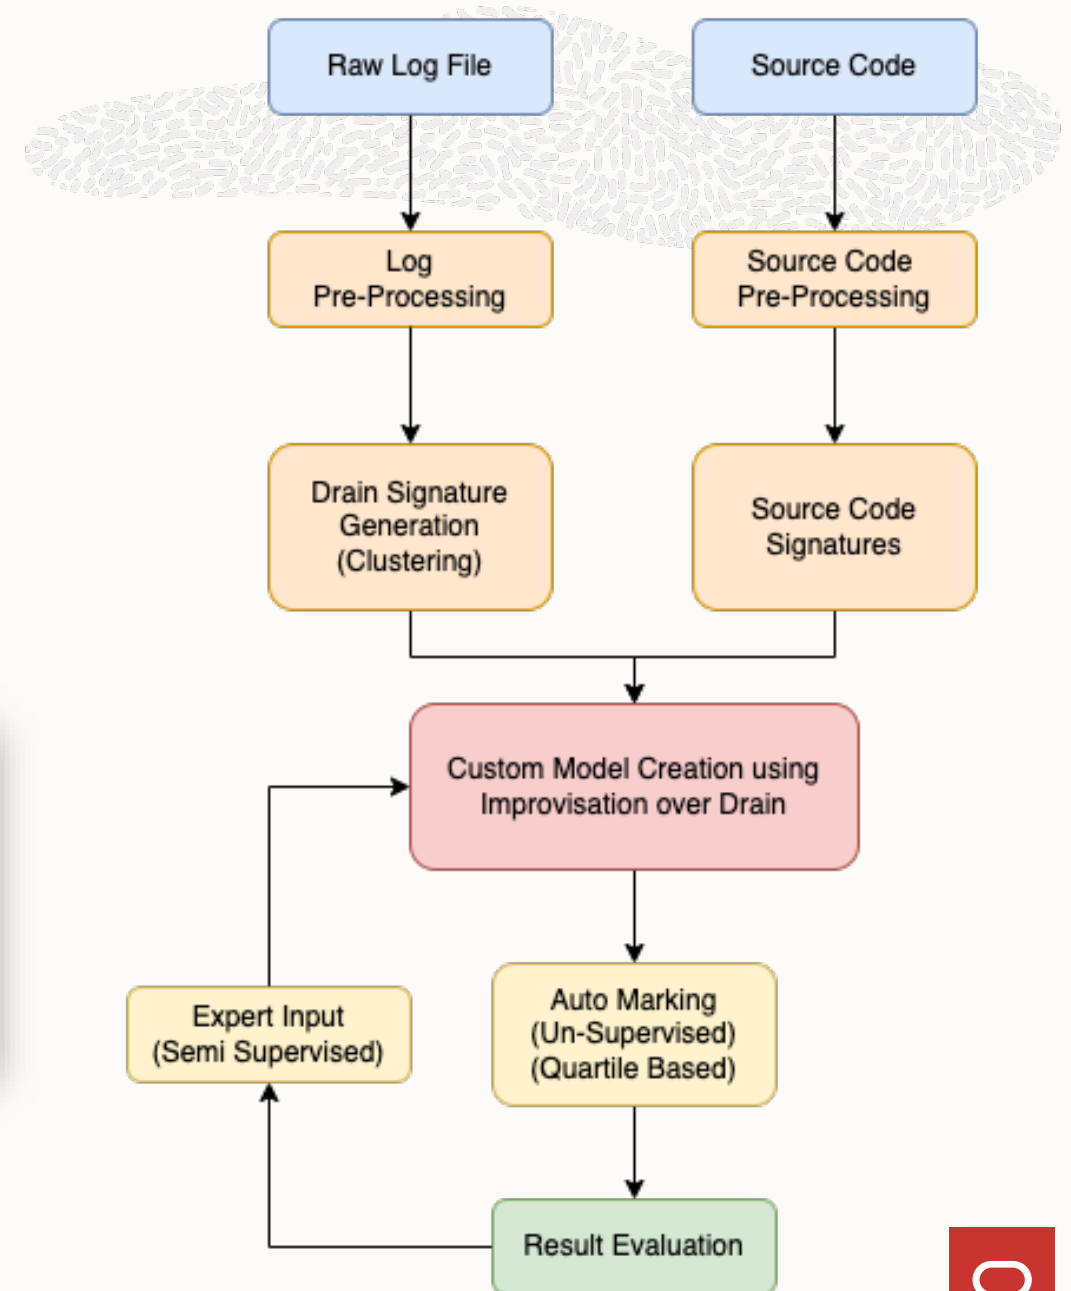 Raw Log File
Source Code
Log
Pre-Processing
Source Code
Pre-Processing
Drain Signature
Generation
(Clustering)
Source Code
Signatures
Custom Model Creation using
Improvisation over Drain
Expert Input
(Semi Supervised)
Auto Marking
(Un-Supervised)
(Quartile Based)
Result Evaluation